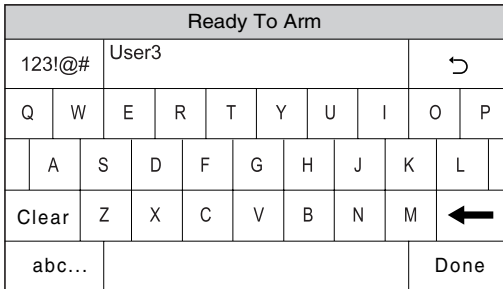 Ready To Arm
123!@# User3
Q W E R T Y U I O P
A S D F G H J K L
Clear Z X C V B N M
abc... Done